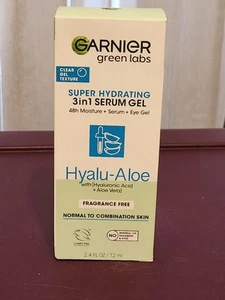 GARNIER
green labs
CLEAR
GEL
TEXTURE
SUPER HYDRATING
3in1 SERUM GEL
48h Moisture + Serum + Eye Gel
Hyalu-Aloe
with [Hyaluronic Acid
+ Aloe Vera]
FRAGRANCE FREE
NORMAL TO COMBINATION SKIN
NO
2.4 FL OZ / 72 ml